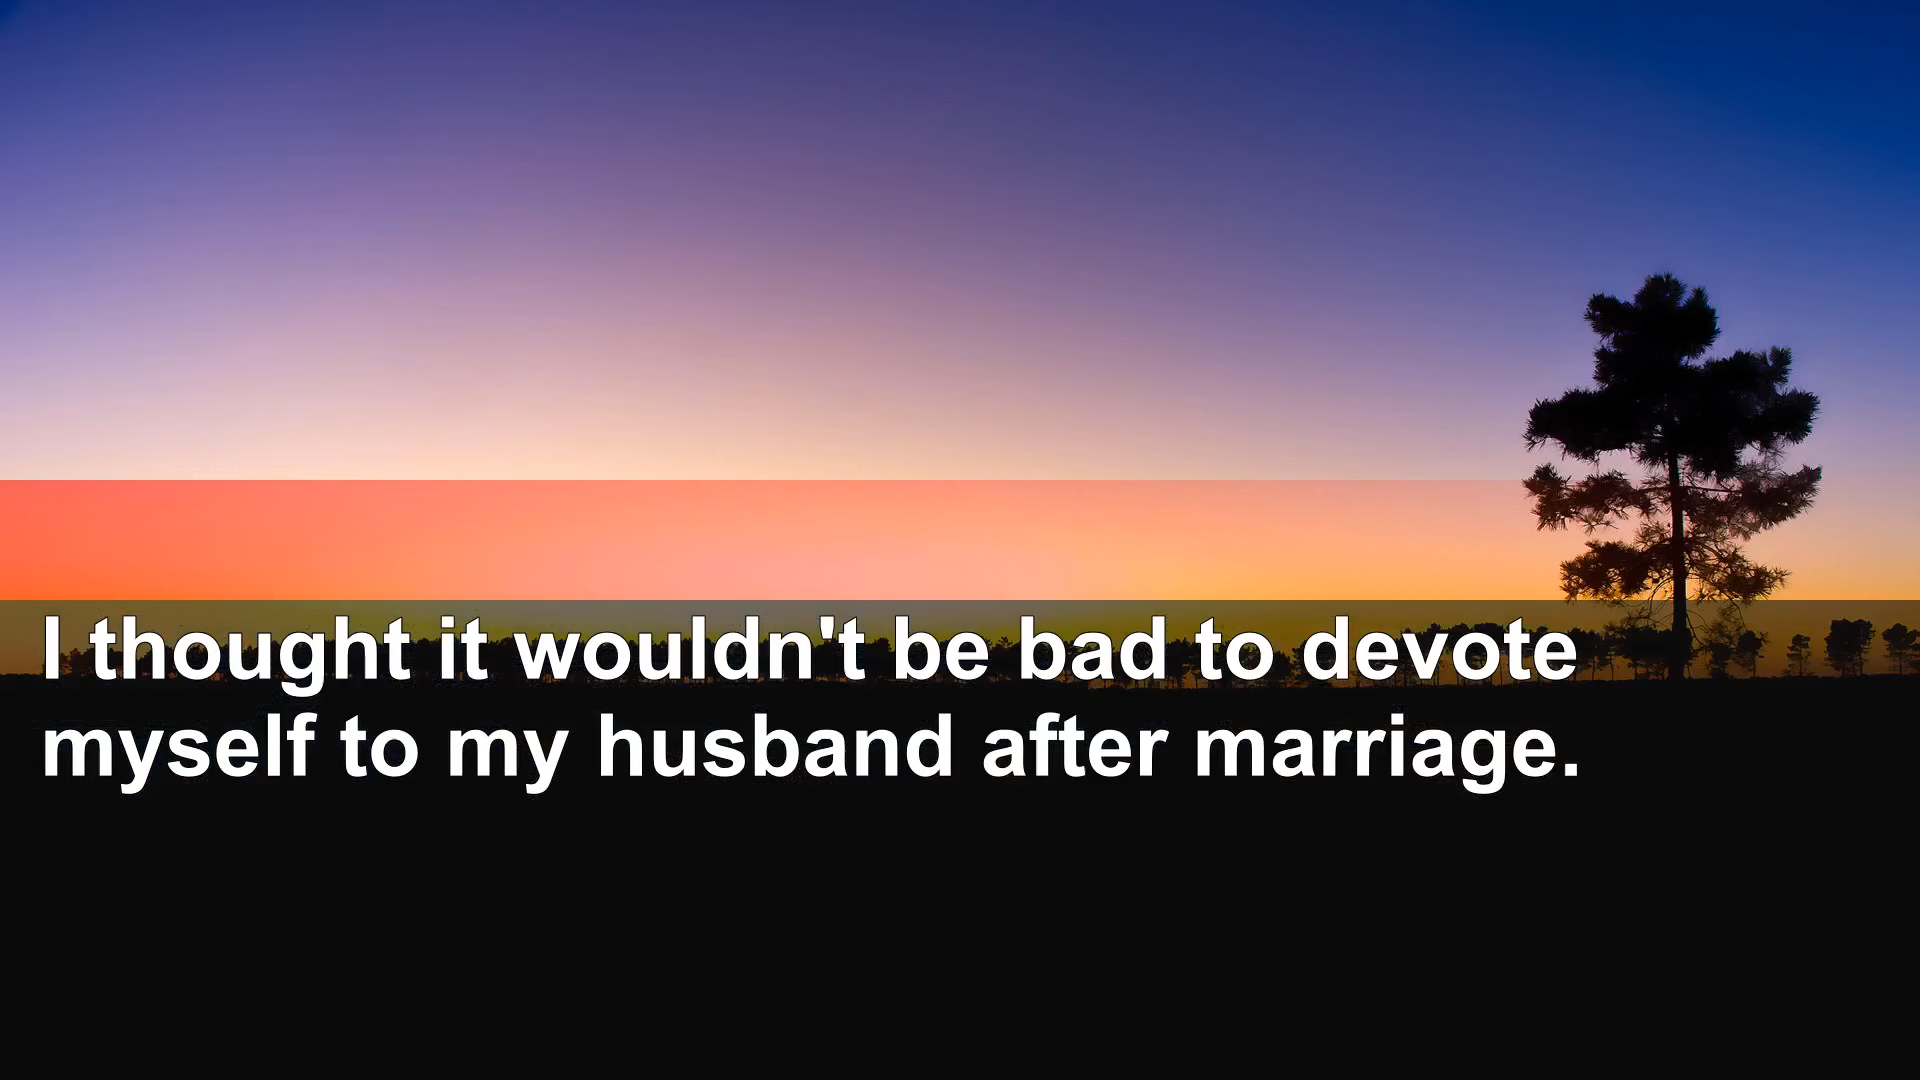 I thought it wouldn't be bad to devote
myself to my husband after marriage.